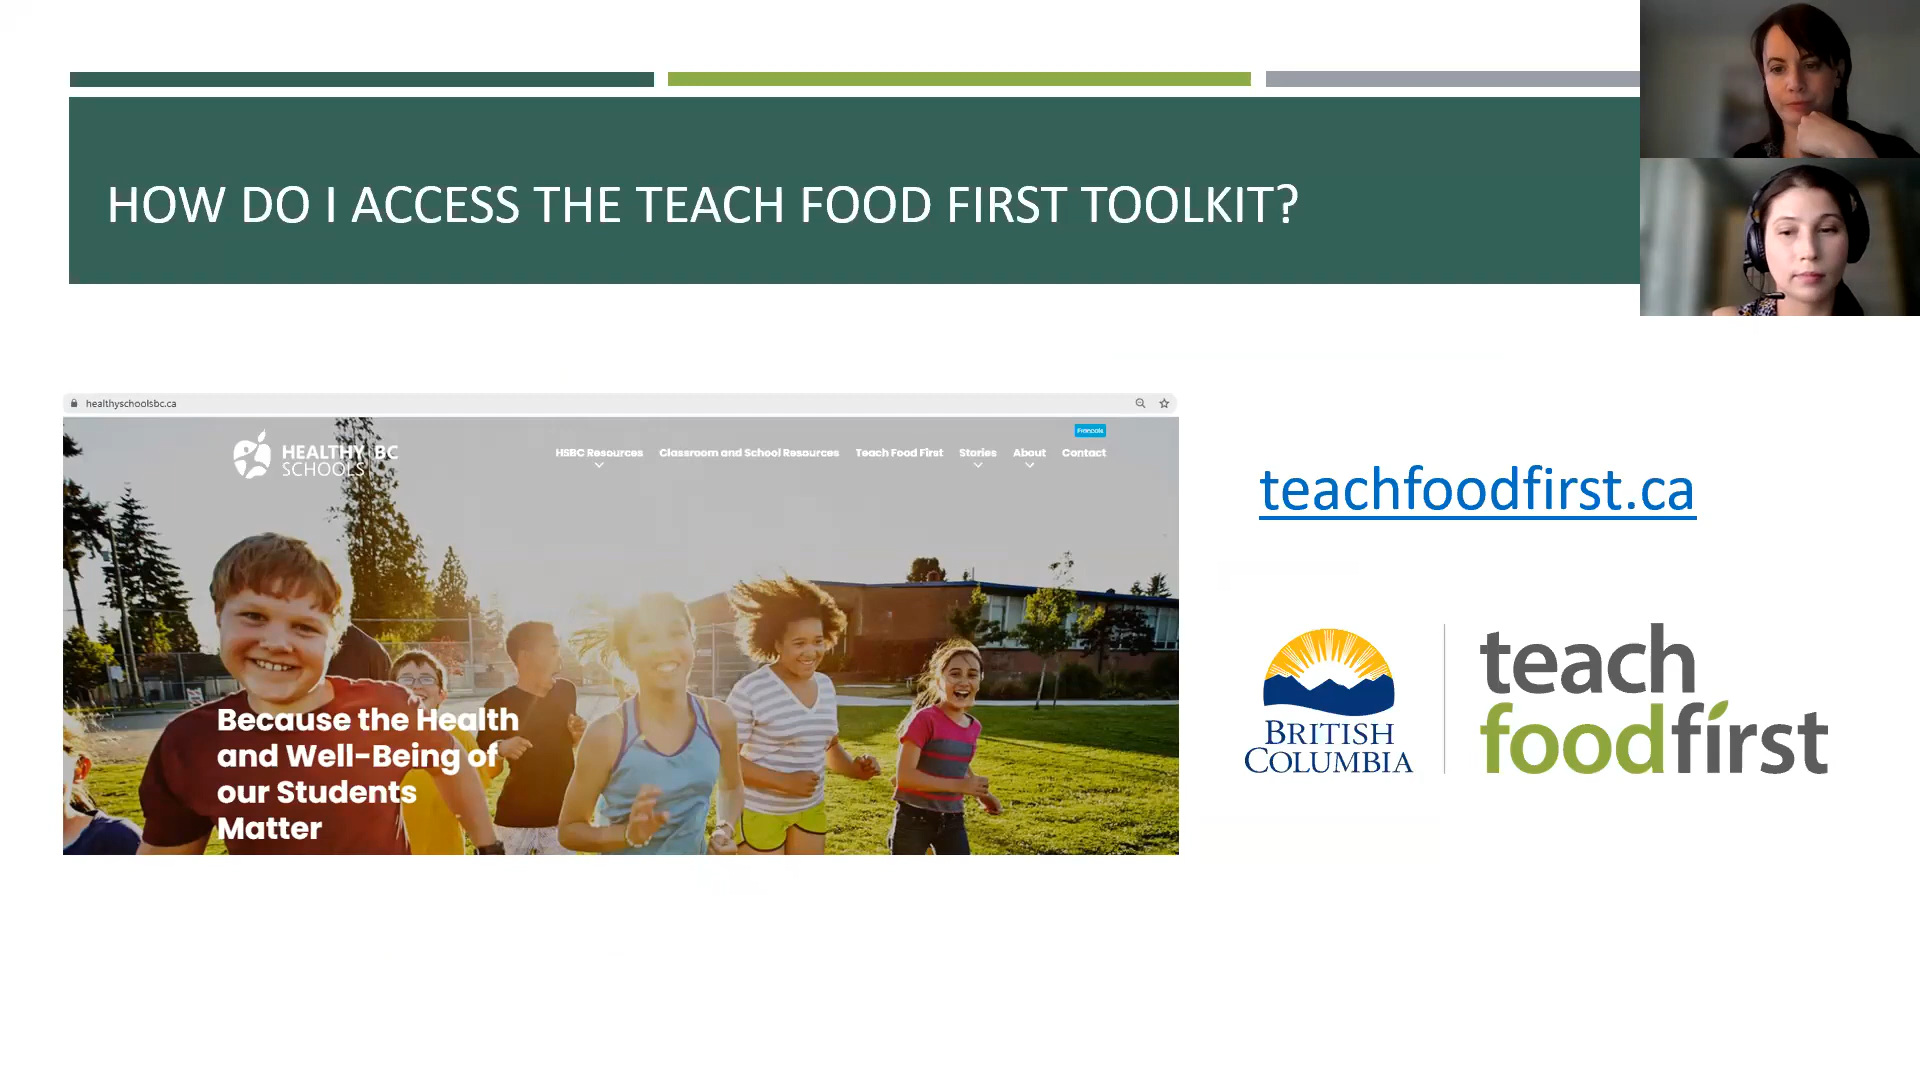 HOW DO I ACCESS THE TEACH FOOD FIRST TOOLKIT?
healthyschoolsbc.ca
Français
HEALTHY BC
SCHOOLS
HSBC Resources Classroom and School Resources Teach Food First Stories About Contact
Because the Health
and Well-Being of
our Students
Matter
teachfoodfirst.ca
BRITISH
COLUMBIA
teach
foodfirst